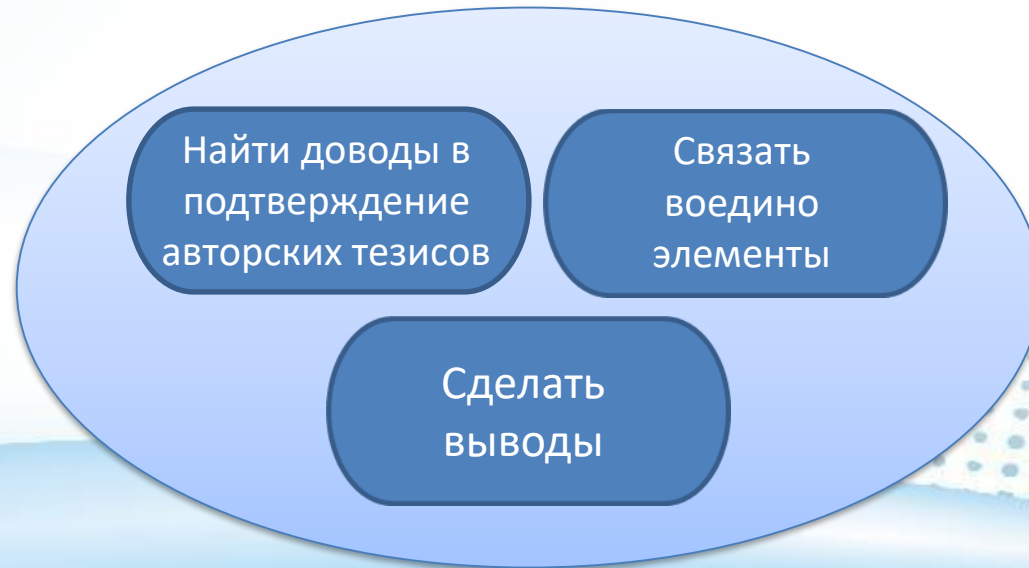 Найти доводы в
подтверждение
авторских тезисов
Связать
воедино
элементы
Сделать
выводы